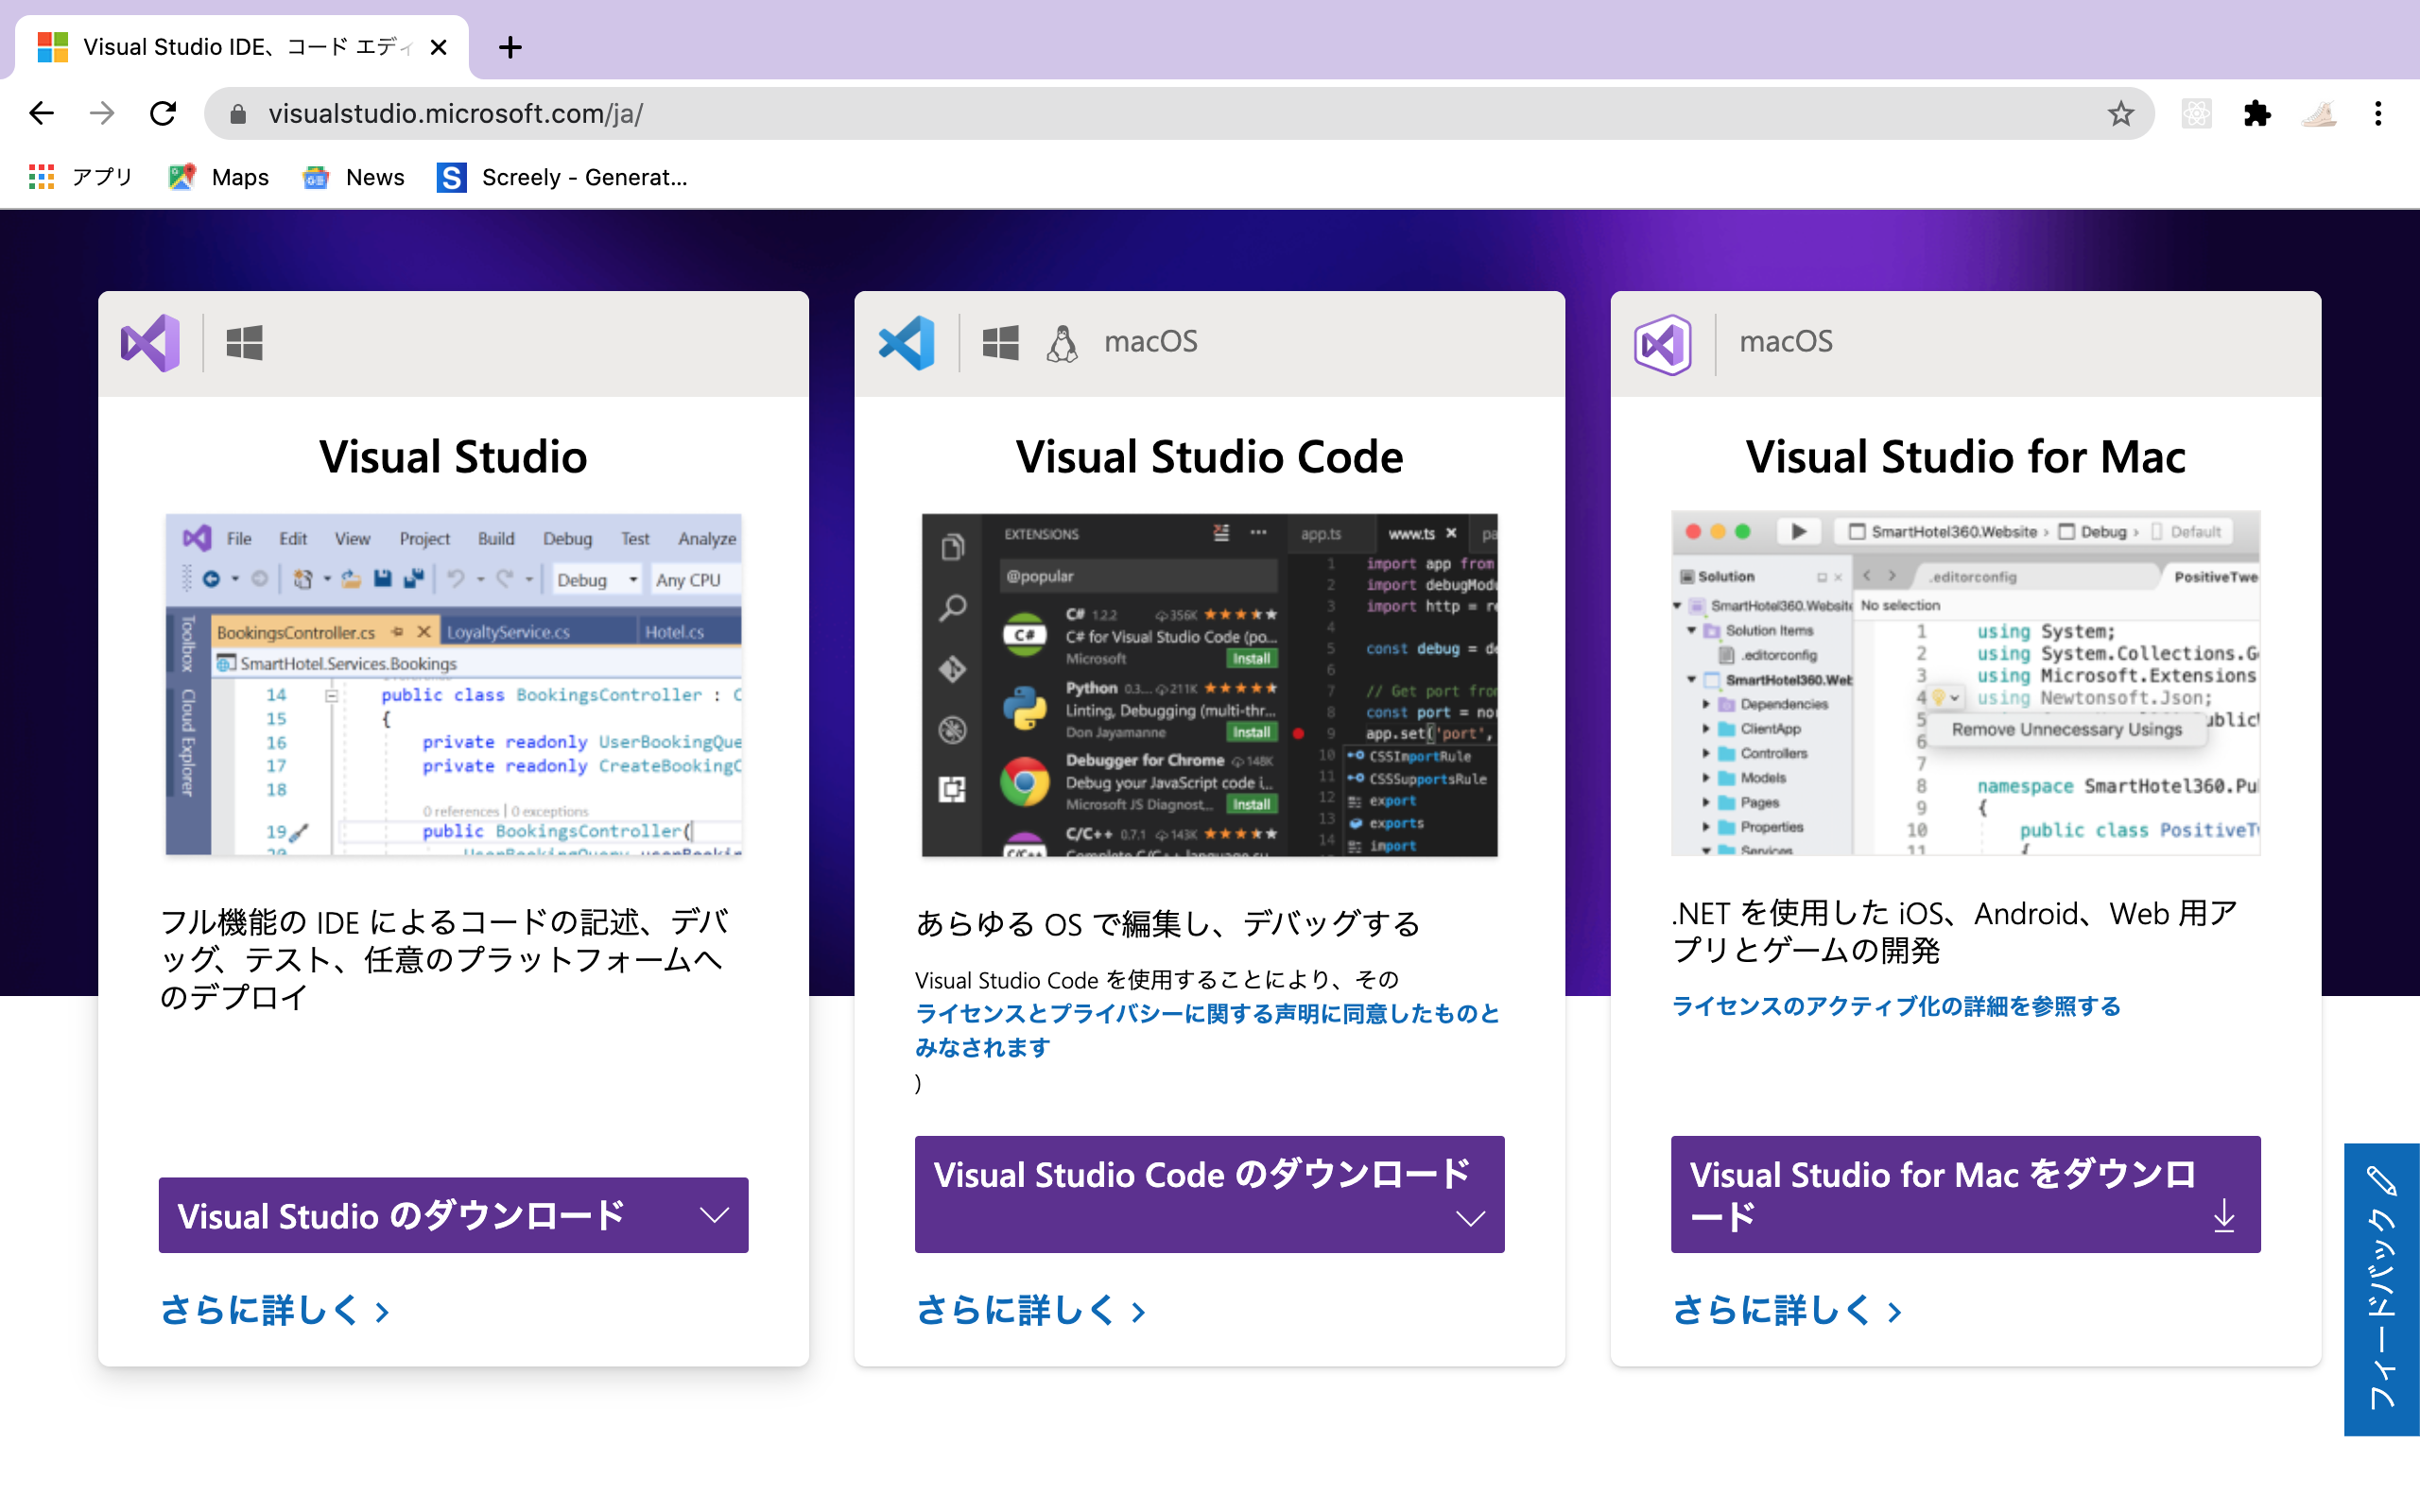 Visual Studio IDE、コード エディ
visualstudio.microsoft.com/ja/
アプリ
Maps
News
Screely - Generat...
Visual Studio
File Edit View Project Build Debug Test Analyze
Debug Any CPU
Toolbox
Cloud Explorer
BookingsController.cs LoyaltyService.cs Hotel.cs
SmartHotel.Services.Bookings
14 public class BookingsController : C
15 {
16 private readonly UserBookingQue
17 private readonly CreateBookingC
18
0 references | 0 exceptions
19 public BookingsController(
20 UserBookingQuery userBookin
フル機能の IDE によるコードの記述、デバ
ッグ、テスト、任意のプラットフォームへ
のデプロイ
Visual Studio のダウンロード
さらに詳しく
macOS
Visual Studio Code
EXTENSIONS ...
@popular
C# 1.2.2 356K
C# for Visual Studio Code (po...
Microsoft Install
Python 0.3... 211K
Linting, Debugging (multi-thr...
Don Jayamanne Install
Debugger for Chrome 148K
Debug your JavaScript code i...
Microsoft JS Diagnost... Install
C/C++ 0.7.1 143K
Complete C/C++ language su...
app.ts www.ts pa
1 import app from
2 import debugModu
3 import http = re
4
5 const debug = de
6
7 // Get port from
8 const port = nor
9 app.set('port',
10 CSSImportRule
11 CSSSupportsRule
12 export
13 exports
14 import
あらゆる OS で編集し、デバッグする
Visual Studio Code を使用することにより、その
ライセンスとプライバシーに関する声明に同意したものと
みなされます
)
Visual Studio Code のダウンロード
さらに詳しく
macOS
Visual Studio for Mac
SmartHotel360.Website › Debug › Default
Solution
SmartHotel360.Website
Solution Items
.editorconfig
SmartHotel360.Web
Dependencies
ClientApp
Controllers
Models
Pages
Properties
Services
.editorconfig PositiveTwe
No selection
1 using System;
2 using System.Collections.Ge
3 using Microsoft.Extensions
4 using Newtonsoft.Json;
5
Remove Unnecessary Usings
6
7
8 namespace SmartHotel360.Pu
9 {
10 public class PositiveTw
11 {
.NET を使用した iOS、Android、Web 用ア
プリとゲームの開発
ライセンスのアクティブ化の詳細を参照する
Visual Studio for Mac をダウンロ
ード
さらに詳しく
フィードバック